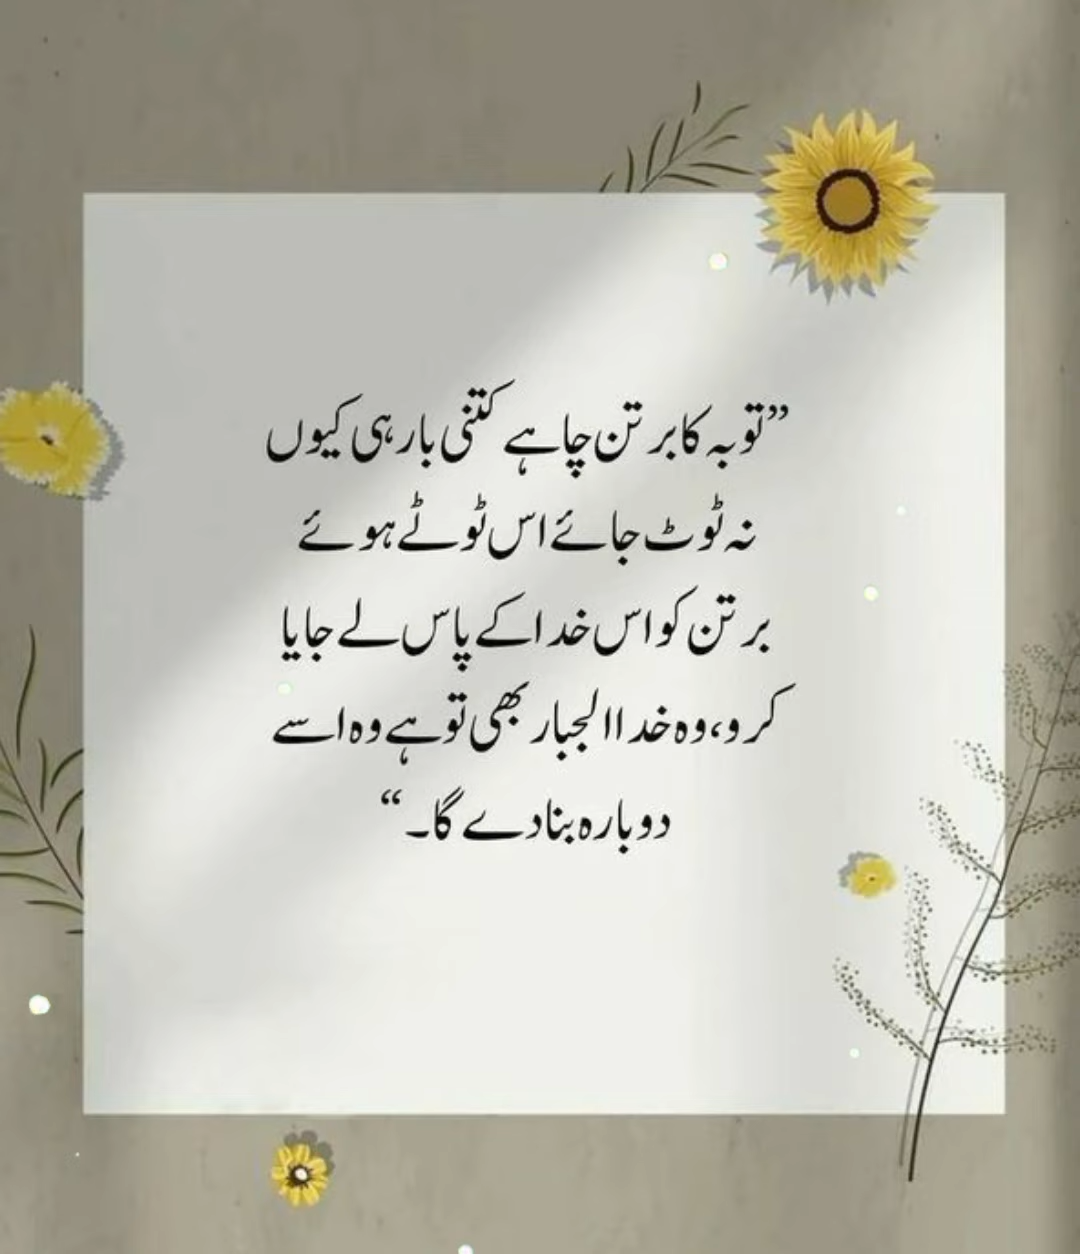 ”توبہ کا برتن چاہے کتنی بار ہی کیوں
نہ ٹوٹ جائے اس ٹوٹے ہوئے
برتن کو اس خدا کے پاس لے جایا
کرو، وہ خدا الجبار بھی تو ہے وہ اسے
دوبارہ بنا دے گا۔“